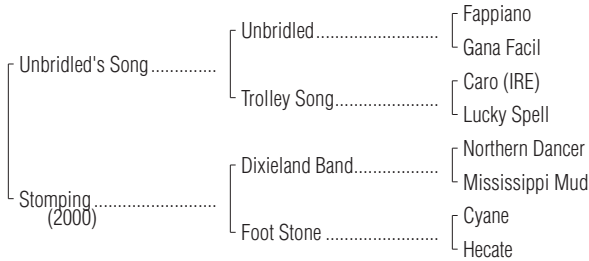 Fappiano
Unbridled........................
Gana Facil
Unbridled's Song.............
Caro (IRE)
Trolley Song....................
Lucky Spell
Northern Dancer
Dixieland Band................
Mississippi Mud
Stomping........................
(2000)
Cyane
Foot Stone ......................
Hecate